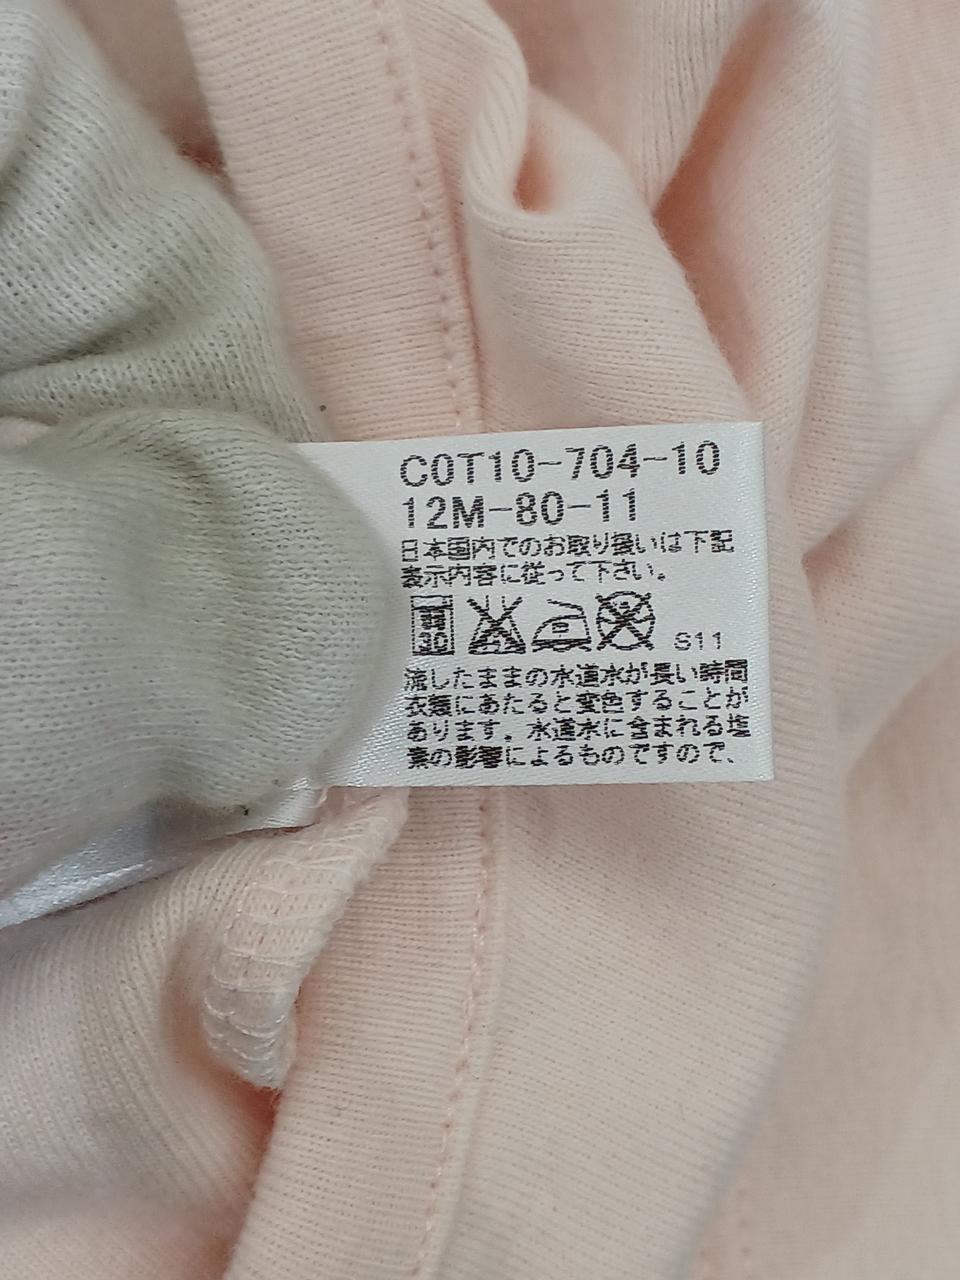 COT10-704-10
12M-80-11
日本国内でのお取り扱いは下記
表示内容に従って下さい。
30
S11
流したままの水道水が長い時間
衣類にあたると変色することが
あります。水道水に含まれる塩
素の影響によるものですので、